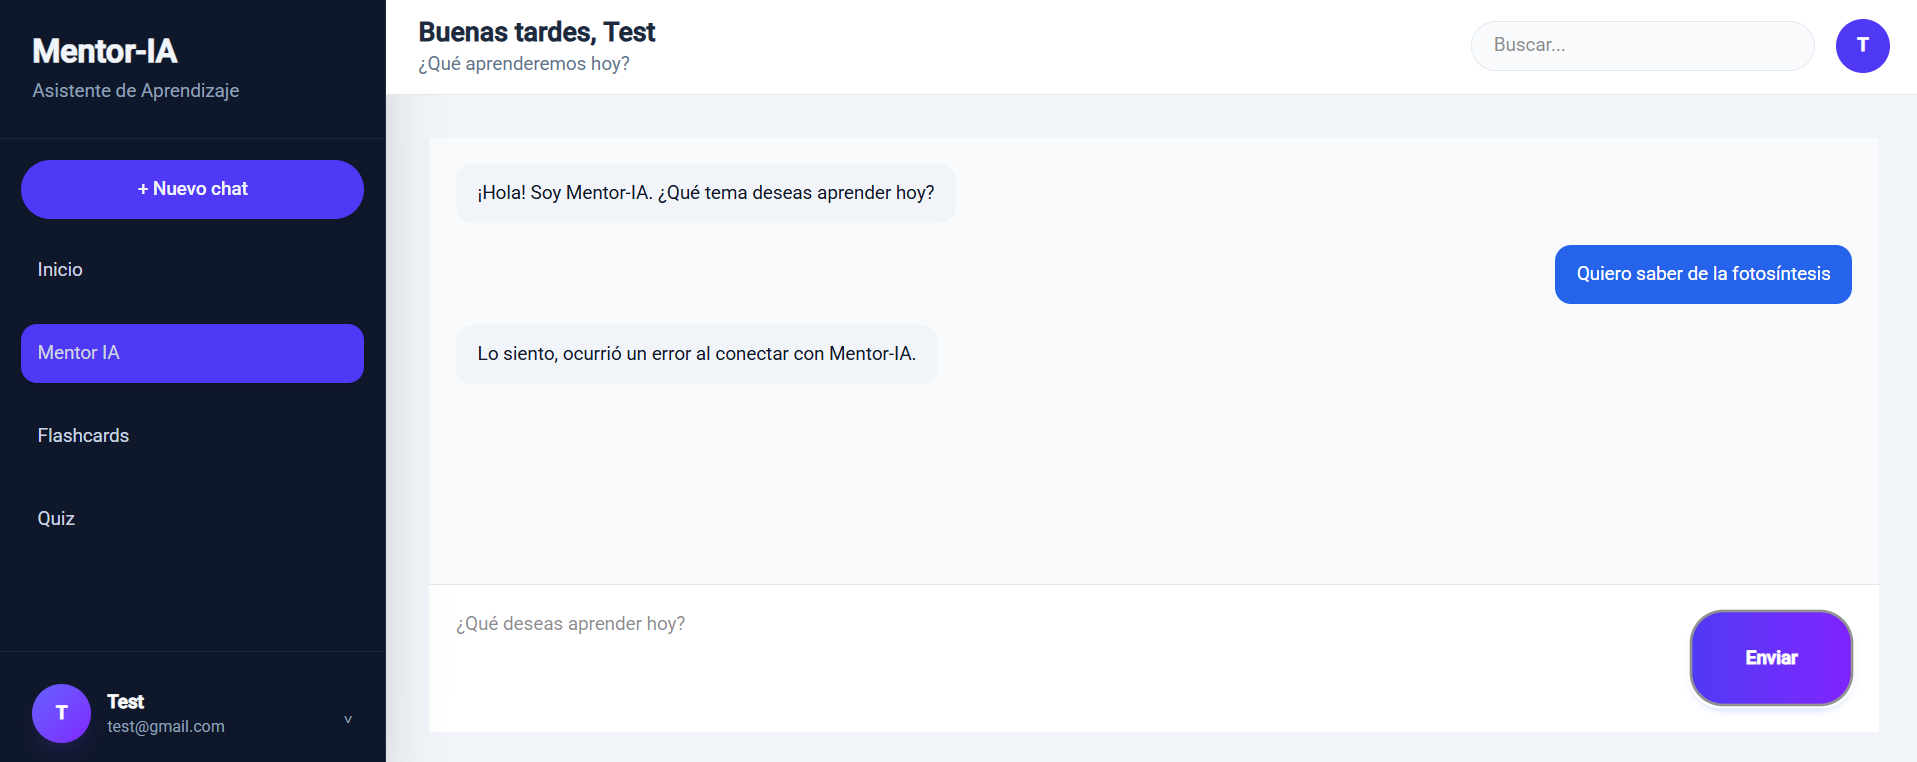 Mentor-IA
Asistente de Aprendizaje
+ Nuevo chat
Inicio
Mentor IA
Flashcards
Quiz
T
Test
test@gmail.com
v
Buenas tardes, Test
¿Qué aprenderemos hoy?
Buscar...
T
¡Hola! Soy Mentor-IA. ¿Qué tema deseas aprender hoy?
Quiero saber de la fotosíntesis
Lo siento, ocurrió un error al conectar con Mentor-IA.
¿Qué deseas aprender hoy?
Enviar